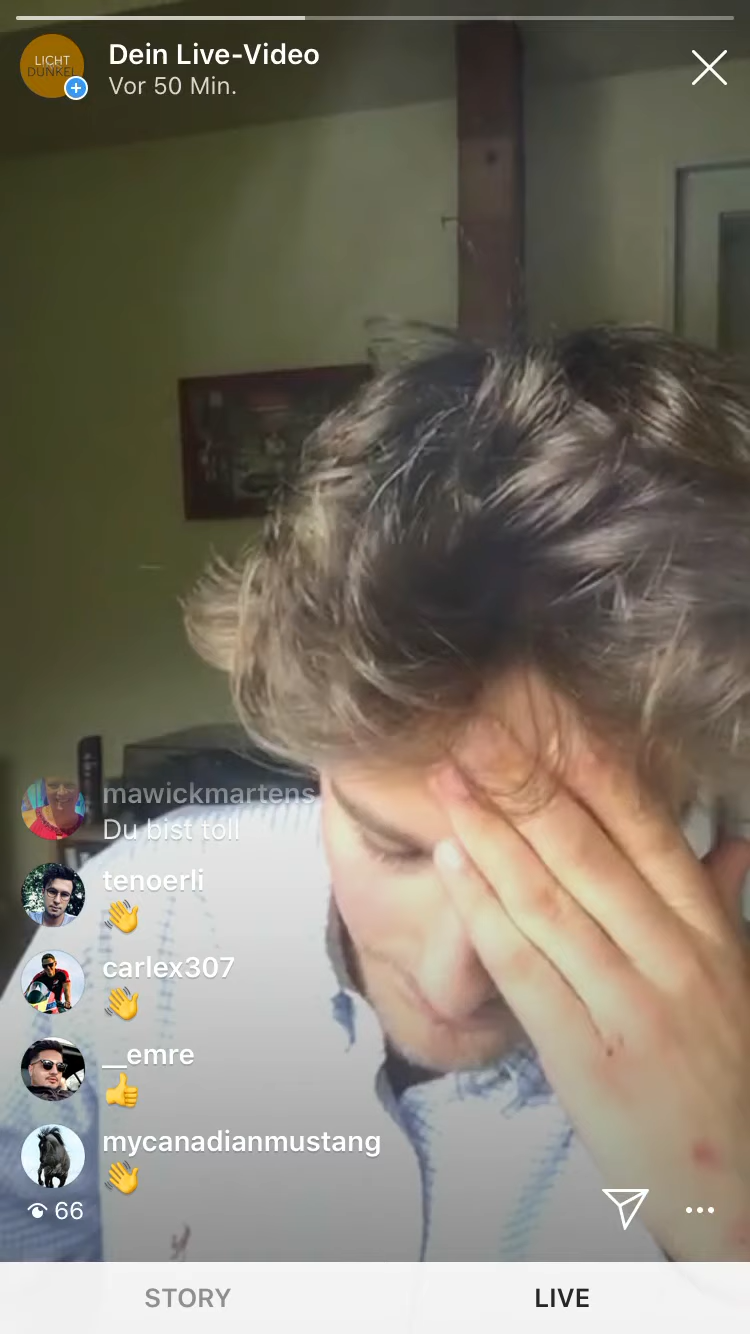 LICHT
DUNKEL
Dein Live-Video
Vor 50 Min.
mawickmartens
Du bist toll
tenoerli
👋
carlex307
👋
__emre
👍
mycanadianmustang
👋
66
STORY
LIVE